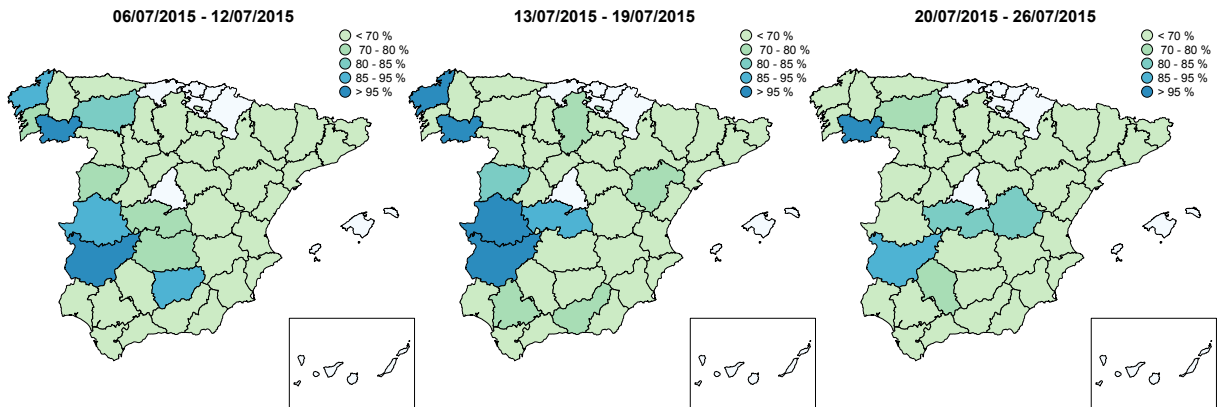 06/07/2015 - 12/07/2015
< 70 %
70 - 80 %
80 - 85 %
85 - 95 %
> 95 %
13/07/2015 - 19/07/2015
< 70 %
70 - 80 %
80 - 85 %
85 - 95 %
> 95 %
20/07/2015 - 26/07/2015
< 70 %
70 - 80 %
80 - 85 %
85 - 95 %
> 95 %